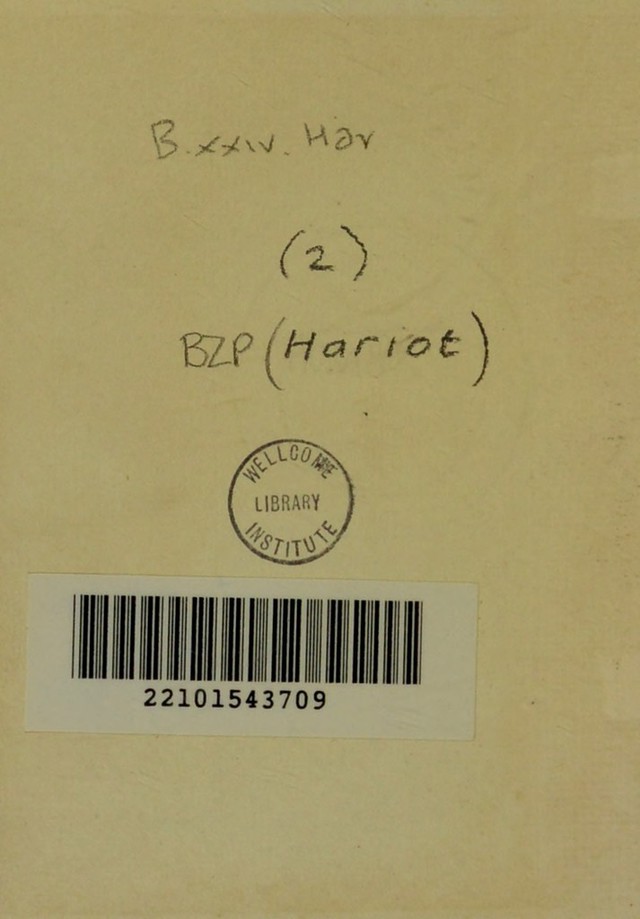 B.xxiv. Har
(2)
BZP (Hariot)
WELLCOME
LIBRARY
INSTITUTE
22101543709